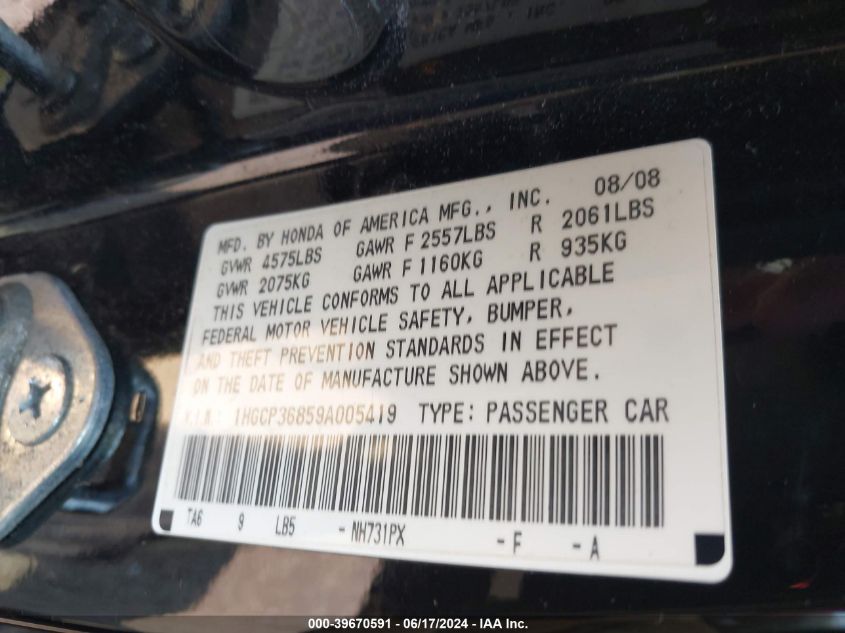 08/08
MFD. BY HONDA OF AMERICA MFG., INC.
GVWR 4575LBS GAWR F 2557LBS R 2061LBS
GVWR 2075KG GAWR F 1160KG R 935KG
THIS VEHICLE CONFORMS TO ALL APPLICABLE
FEDERAL MOTOR VEHICLE SAFETY, BUMPER,
AND THEFT PREVENTION STANDARDS IN EFFECT
ON THE DATE OF MANUFACTURE SHOWN ABOVE.
V.I.N. 1HGCP36859A005419 TYPE: PASSENGER CAR
TA6 9 LB5 - NH731PX - F - A
000-39670591 - 06/17/2024 - IAA Inc.